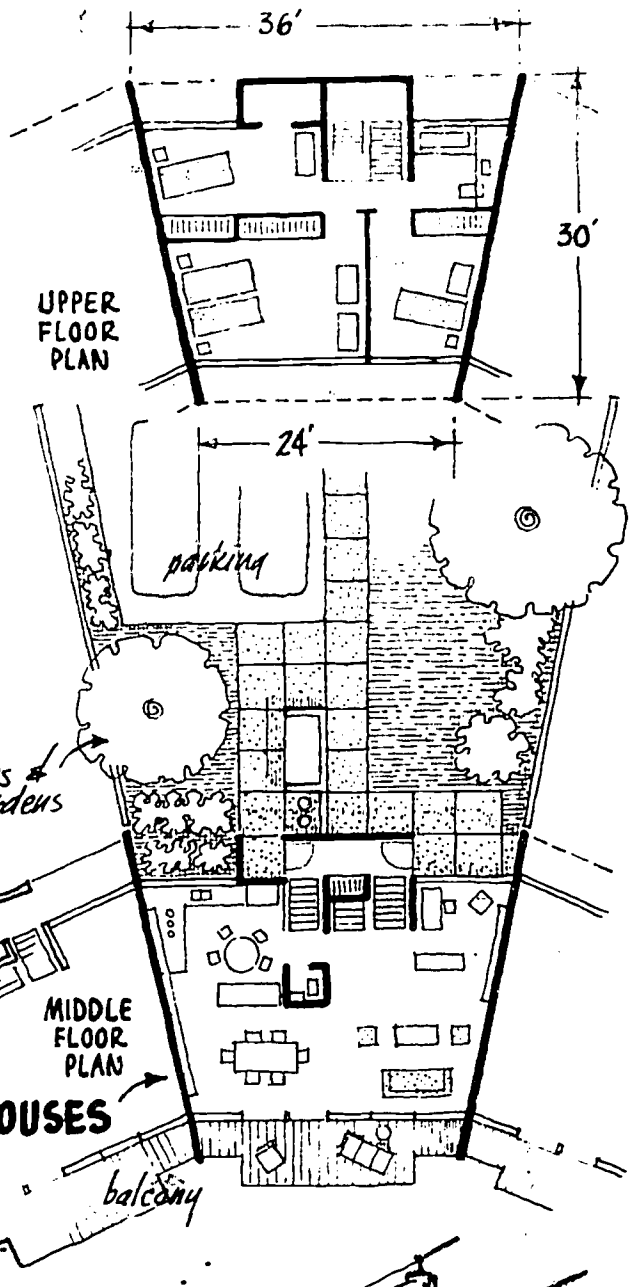 36'
30'
UPPER
FLOOR
PLAN
24'
parking
MIDDLE
FLOOR
PLAN
OUSES
balcony